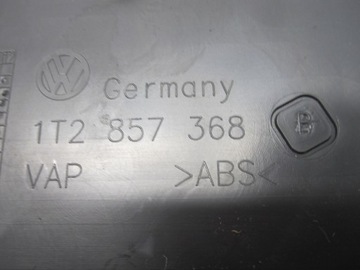 Germany
1T2 857 368
VAP >ABS<